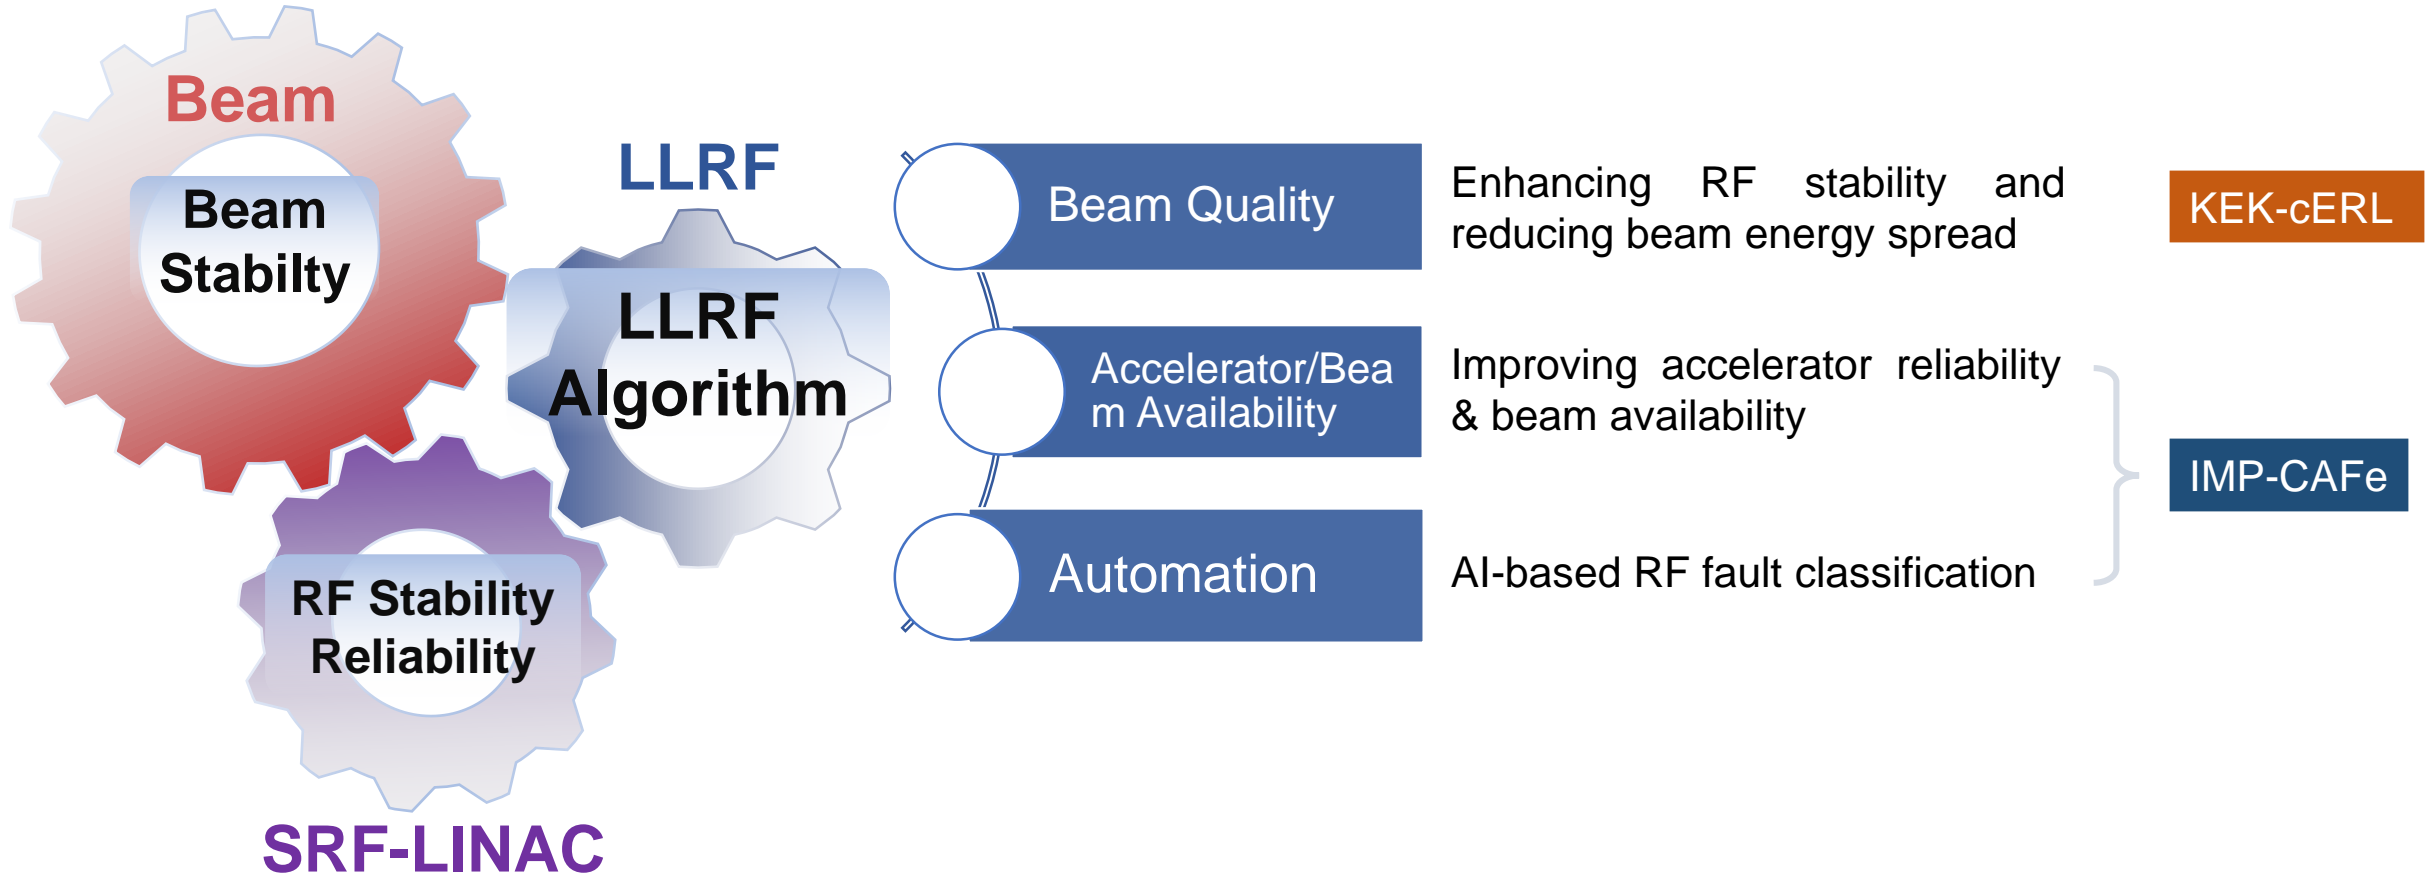 Beam
Beam
Stabilty
LLRF
LLRF
Algorithm
RF Stability
Reliability
SRF-LINAC
Beam Quality
Enhancing RF stability and
reducing beam energy spread
KEK-cERL
Accelerator/Bea
m Availability
Improving accelerator reliability
& beam availability
IMP-CAFe
Automation
AI-based RF fault classification